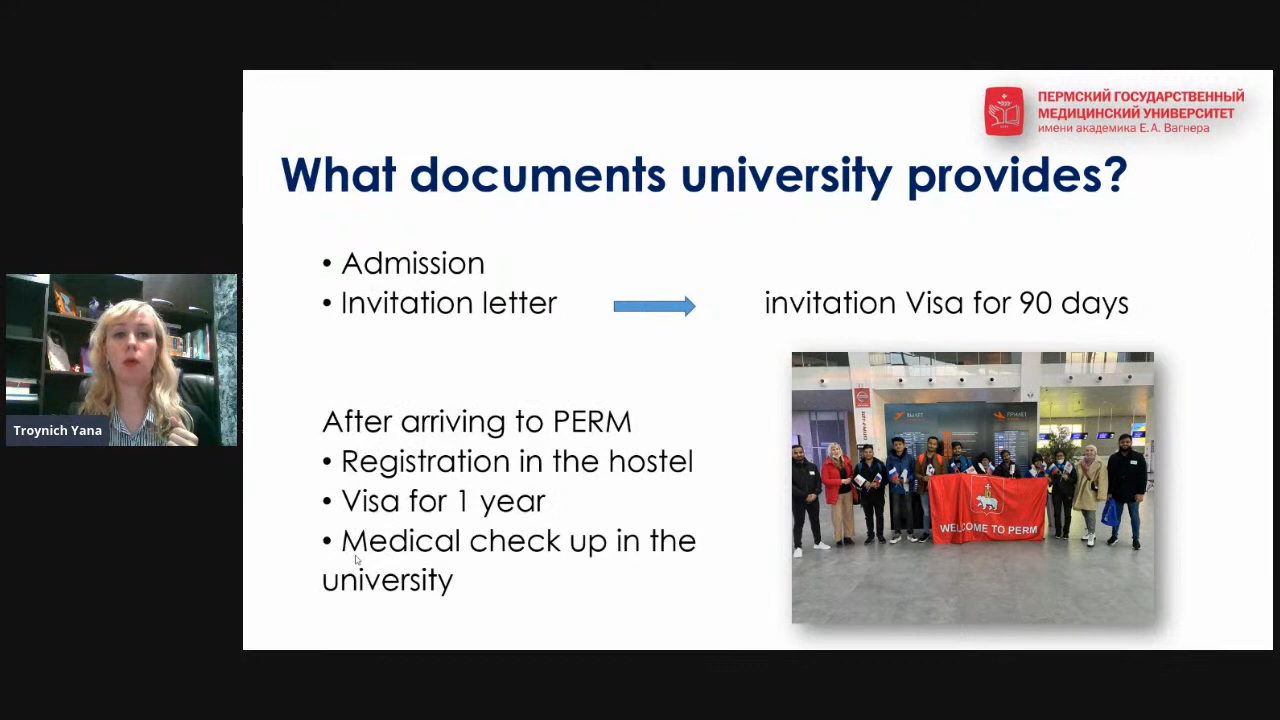 ПЕРМСКИЙ ГОСУДАРСТВЕННЫЙ
МЕДИЦИНСКИЙ УНИВЕРСИТЕТ
имени академика Е.А. Вагнера
What documents university provides?
• Admission
• Invitation letter
invitation Visa for 90 days
After arriving to PERM
• Registration in the hostel
• Visa for 1 year
• Medical check up in the
university
WELCOME TO PERM
Troynich Yana